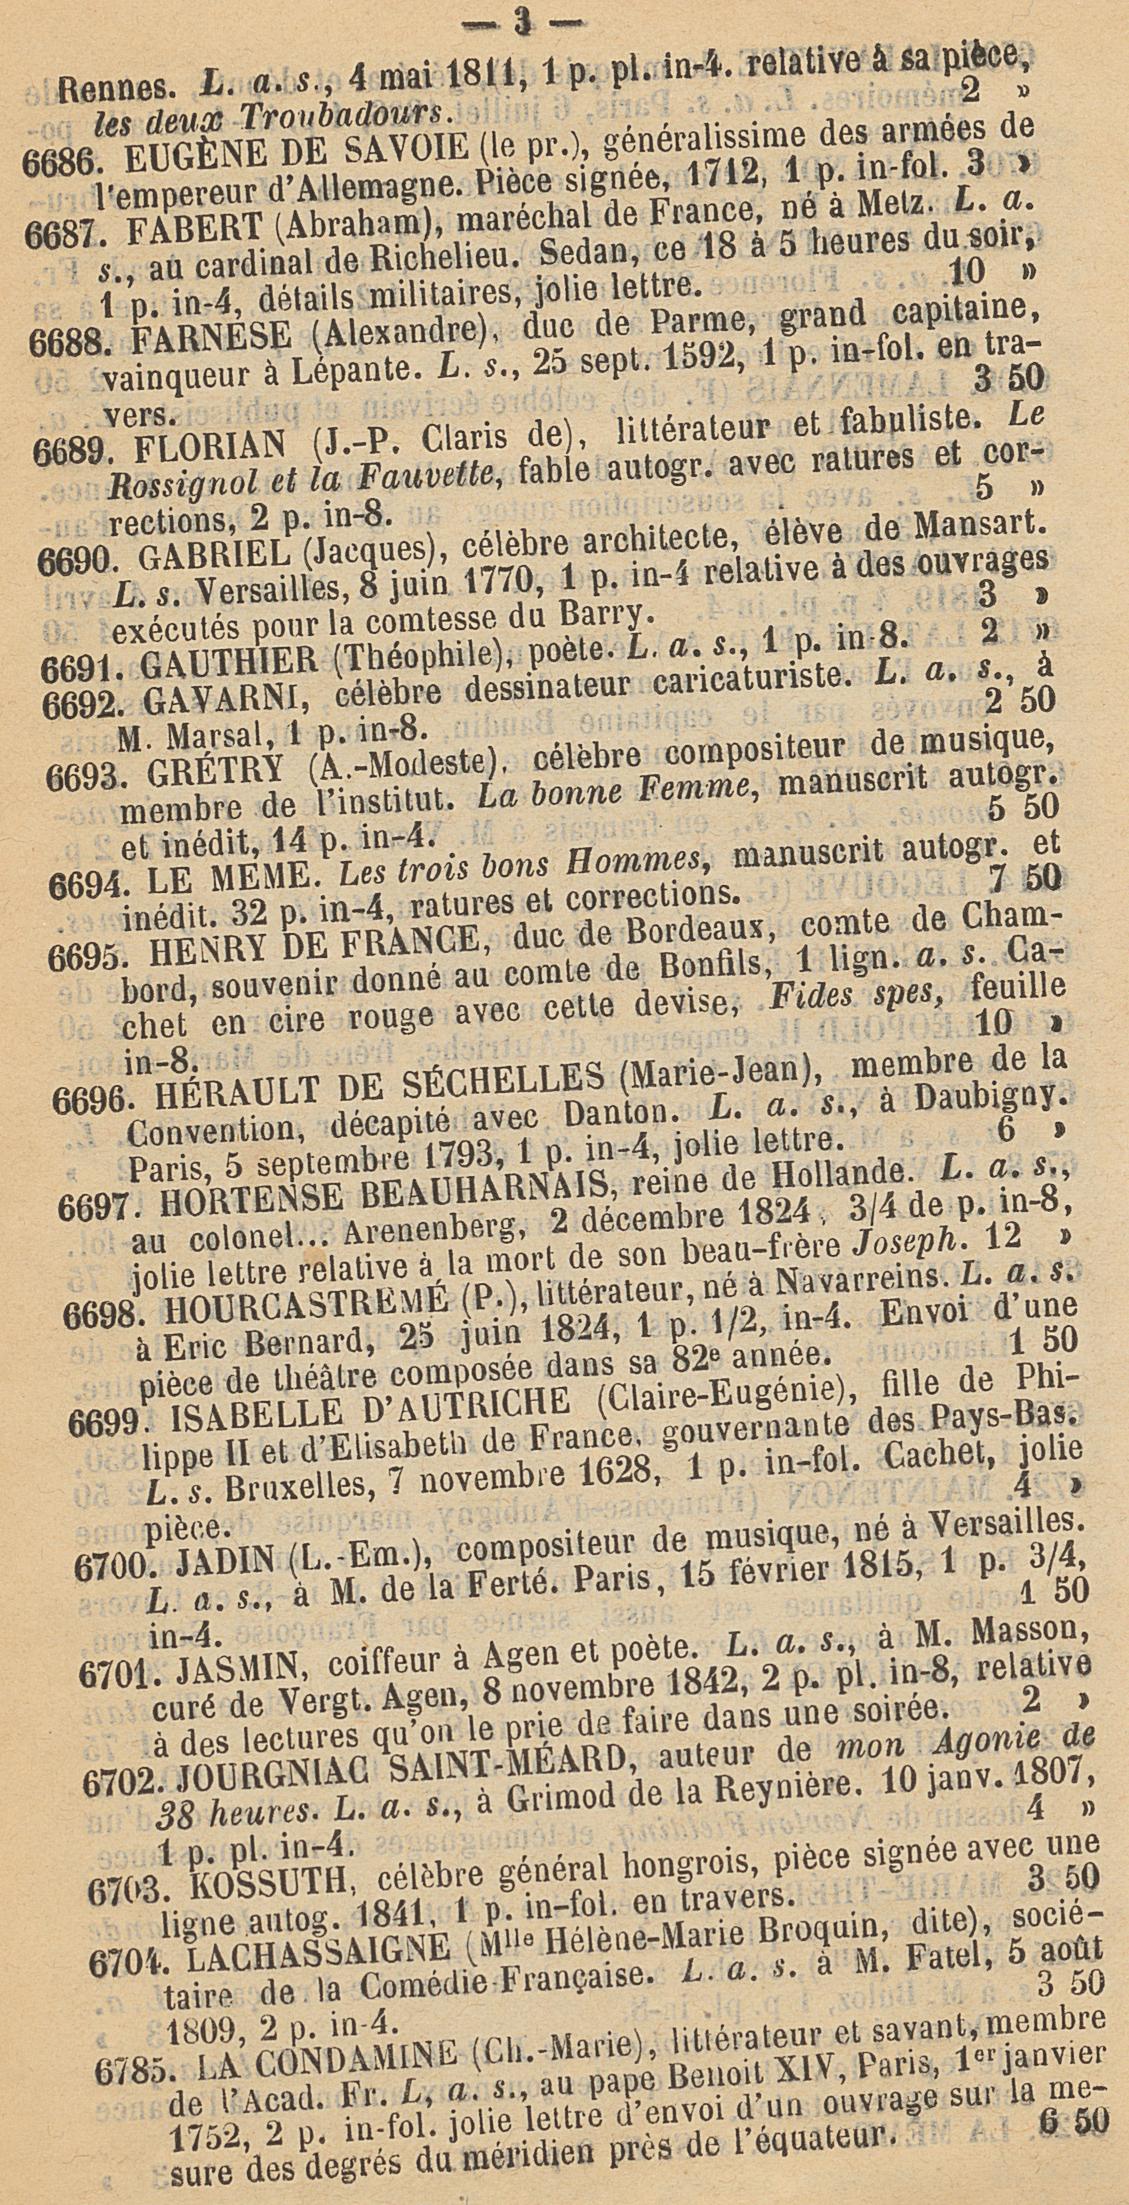 — 3 —
Rennes. L. a. s., 4 mai 1811, 1 p. pl. in-4. relative à sa pièce,
les deux Troubadours. 2 »
6686. EUGÈNE DE SAVOIE (le pr.), généralissime des armées de
l'empereur d'Allemagne. Pièce signée, 1712, 1 p. in-fol. 3 »
6687. FABERT (Abraham), maréchal de France, né à Metz. L. a.
s., au cardinal de Richelieu. Sedan, ce 18 à 5 heures du soir,
1 p. in-4, détails militaires, jolie lettre. 10 »
6688. FARNESE (Alexandre), duc de Parme, grand capitaine,
vainqueur à Lépante. L. s., 25 sept. 1592, 1 p. in-fol. en tra-
vers. 3 50
6689. FLORIAN (J.-P. Claris de), littérateur et fabuliste. Le
Rossignol et la Fauvette, fable autogr. avec ratures et cor-
rections, 2 p. in-8. 5 »
6690. GABRIEL (Jacques), célèbre architecte, élève de Mansart.
L. s. Versailles, 8 juin 1770, 1 p. in-4 relative à des ouvrages
exécutés pour la comtesse du Barry. 3 »
6691. GAUTHIER (Théophile), poète. L. a. s., 1 p. in-8. 2 »
6692. GAVARNI, célèbre dessinateur caricaturiste. L. a. s., à
M. Marsal, 1 p. in-8. 2 50
6693. GRÉTRY (A.-Modeste), célèbre compositeur de musique,
membre de l'institut. La bonne Femme, manuscrit autogr.
et inédit, 14 p. in-4. 5 50
6694. LE MEME. Les trois bons Hommes, manuscrit autogr. et
inédit. 32 p. in-4, ratures et corrections. 7 50
6695. HENRY DE FRANCE, duc de Bordeaux, comte de Cham-
bord, souvenir donné au comte de Bonfils, 1 lign. a. s. Ca-
chet en cire rouge avec cette devise, Fides spes, feuille
in-8. 10 »
6696. HÉRAULT DE SÉCHELLES (Marie-Jean), membre de la
Convention, décapité avec Danton. L. a. s., à Daubigny.
Paris, 5 septembre 1793, 1 p. in-4, jolie lettre. 6 »
6697. HORTENSE BEAUHARNAIS, reine de Hollande. L. a. s.,
au colonel... Arenenberg, 2 décembre 1824, 3/4 de p. in-8,
jolie lettre relative à la mort de son beau-frère Joseph. 12 »
6698. HOURCASTREMÉ (P.), littérateur, né à Navarreins. L. a. s.
à Eric Bernard, 25 juin 1824, 1 p. 1/2, in-4. Envoi d'une
pièce de théâtre composée dans sa 82e année. 1 50
6699. ISABELLE D'AUTRICHE (Claire-Eugénie), fille de Phi-
lippe II et d'Elisabeth de France, gouvernante des Pays-Bas.
L. s. Bruxelles, 7 novembre 1628, 1 p. in-fol. Cachet, jolie
pièce. 4 »
6700. JADIN (L.-Em.), compositeur de musique, né à Versailles.
L. a. s., à M. de la Ferté. Paris, 15 février 1815, 1 p. 3/4,
in-4. 1 50
6701. JASMIN, coiffeur à Agen et poète. L. a. s., à M. Masson,
curé de Vergt. Agen, 8 novembre 1842, 2 p. pl. in-8, relative
à des lectures qu'on le prie de faire dans une soirée. 2 »
6702. JOURGNIAC SAINT-MÉARD, auteur de mon Agonie de
38 heures. L. a. s., à Grimod de la Reynière. 10 janv. 1807,
1 p. pl. in-4. 4 »
6703. KOSSUTH, célèbre général hongrois, pièce signée avec une
ligne autog. 1841, 1 p. in-fol. en travers. 3 50
6704. LACHASSAIGNE (Mlle Hélène-Marie Broquin, dite), socié-
taire de la Comédie-Française. L. a. s. à M. Fatel, 5 août
1809, 2 p. in-4. 3 50
6785. LA CONDAMINE (Ch.-Marie), littérateur et savant, membre
de l'Acad. Fr. L, a. s., au pape Benoit XIV, Paris, 1er janvier
1752, 2 p. in-fol. jolie lettre d'envoi d'un ouvrage sur la me-
sure des degrés du méridien près de l'équateur. 6 50